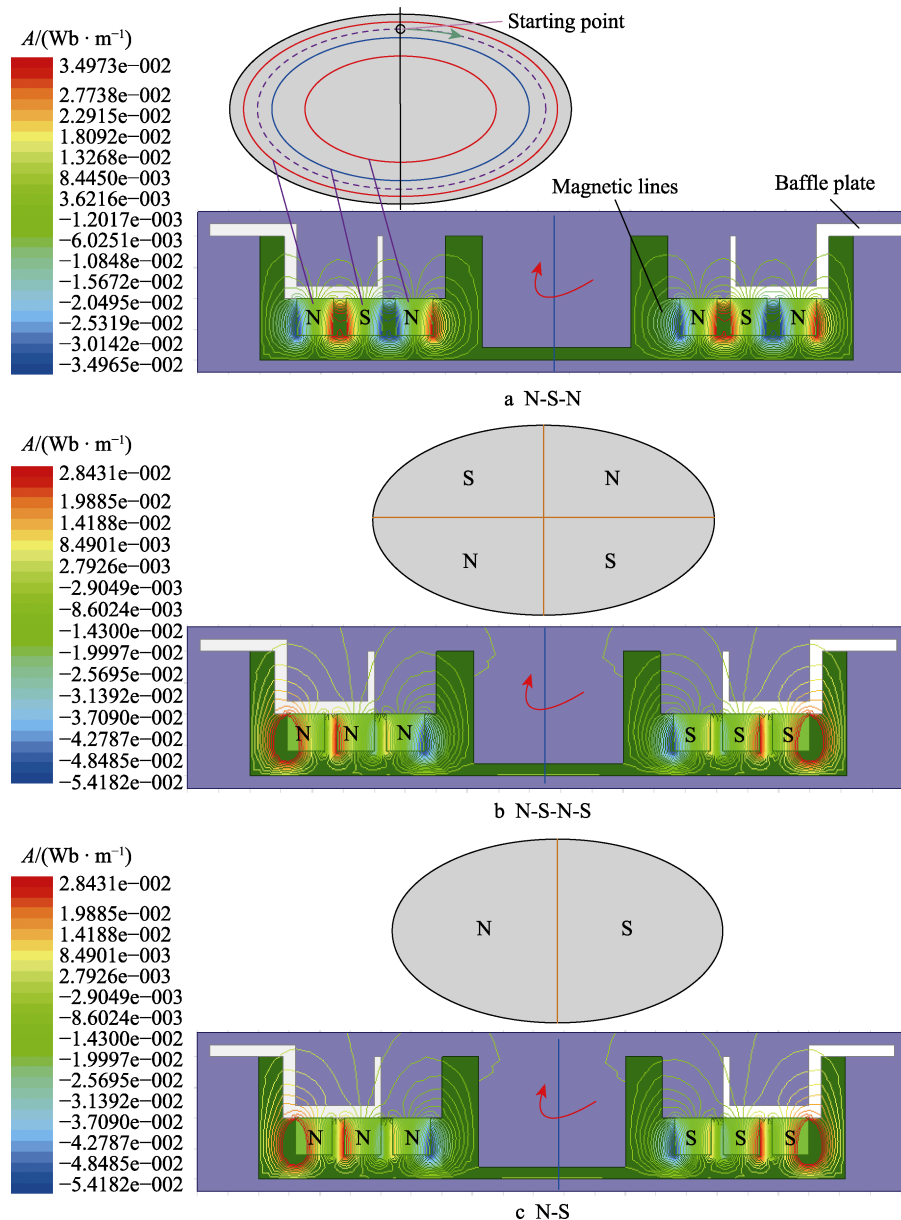 Starting point
A/(Wb · m⁻¹)
3.4973e−002
2.7738e−002
2.2915e−002
1.8092e−002
1.3268e−002
8.4450e−003
3.6216e−003
−1.2017e−003
−6.0251e−003
−1.0848e−002
−1.5672e−002
−2.0495e−002
−2.5319e−002
−3.0142e−002
−3.4965e−002
Magnetic lines
Baffle plate
N S N N S N
a N-S-N
A/(Wb · m⁻¹)
2.8431e−002
1.9885e−002
1.4188e−002
8.4901e−003
2.7926e−003
−2.9049e−003
−8.6024e−003
−1.4300e−002
−1.9997e−002
−2.5695e−002
−3.1392e−002
−3.7090e−002
−4.2787e−002
−4.8485e−002
−5.4182e−002
S N
N S
N N N S S S
b N-S-N-S
A/(Wb · m⁻¹)
2.8431e−002
1.9885e−002
1.4188e−002
8.4901e−003
2.7926e−003
−2.9049e−003
−8.6024e−003
−1.4300e−002
−1.9997e−002
−2.5695e−002
−3.1392e−002
−3.7090e−002
−4.2787e−002
−4.8485e−002
−5.4182e−002
N S
N N N S S S
c N-S